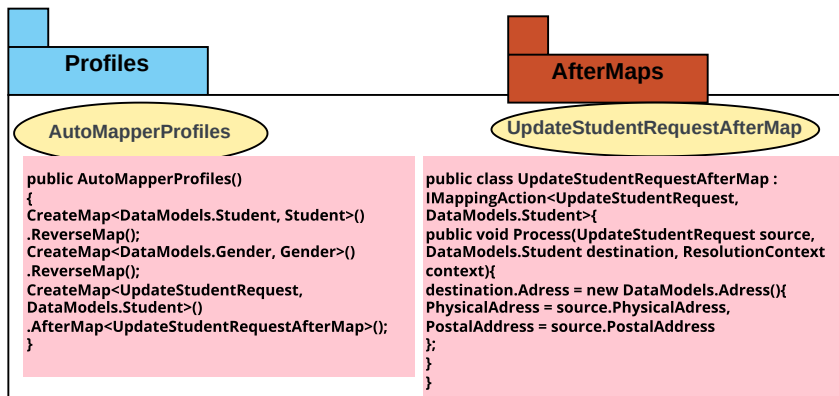 Profiles
AutoMapperProfiles
public AutoMapperProfiles()
{
CreateMap<DataModels.Student, Student>()
.ReverseMap();
CreateMap<DataModels.Gender, Gender>()
.ReverseMap();
CreateMap<UpdateStudentRequest,
DataModels.Student>()
.AfterMap<UpdateStudentRequestAfterMap>();
}
AfterMaps
UpdateStudentRequestAfterMap
public class UpdateStudentRequestAfterMap :
IMappingAction<UpdateStudentRequest,
DataModels.Student>{
public void Process(UpdateStudentRequest source,
DataModels.Student destination, ResolutionContext
context){
destination.Adress = new DataModels.Adress(){
PhysicalAdress = source.PhysicalAdress,
PostalAddress = source.PostalAddress
};
}
}